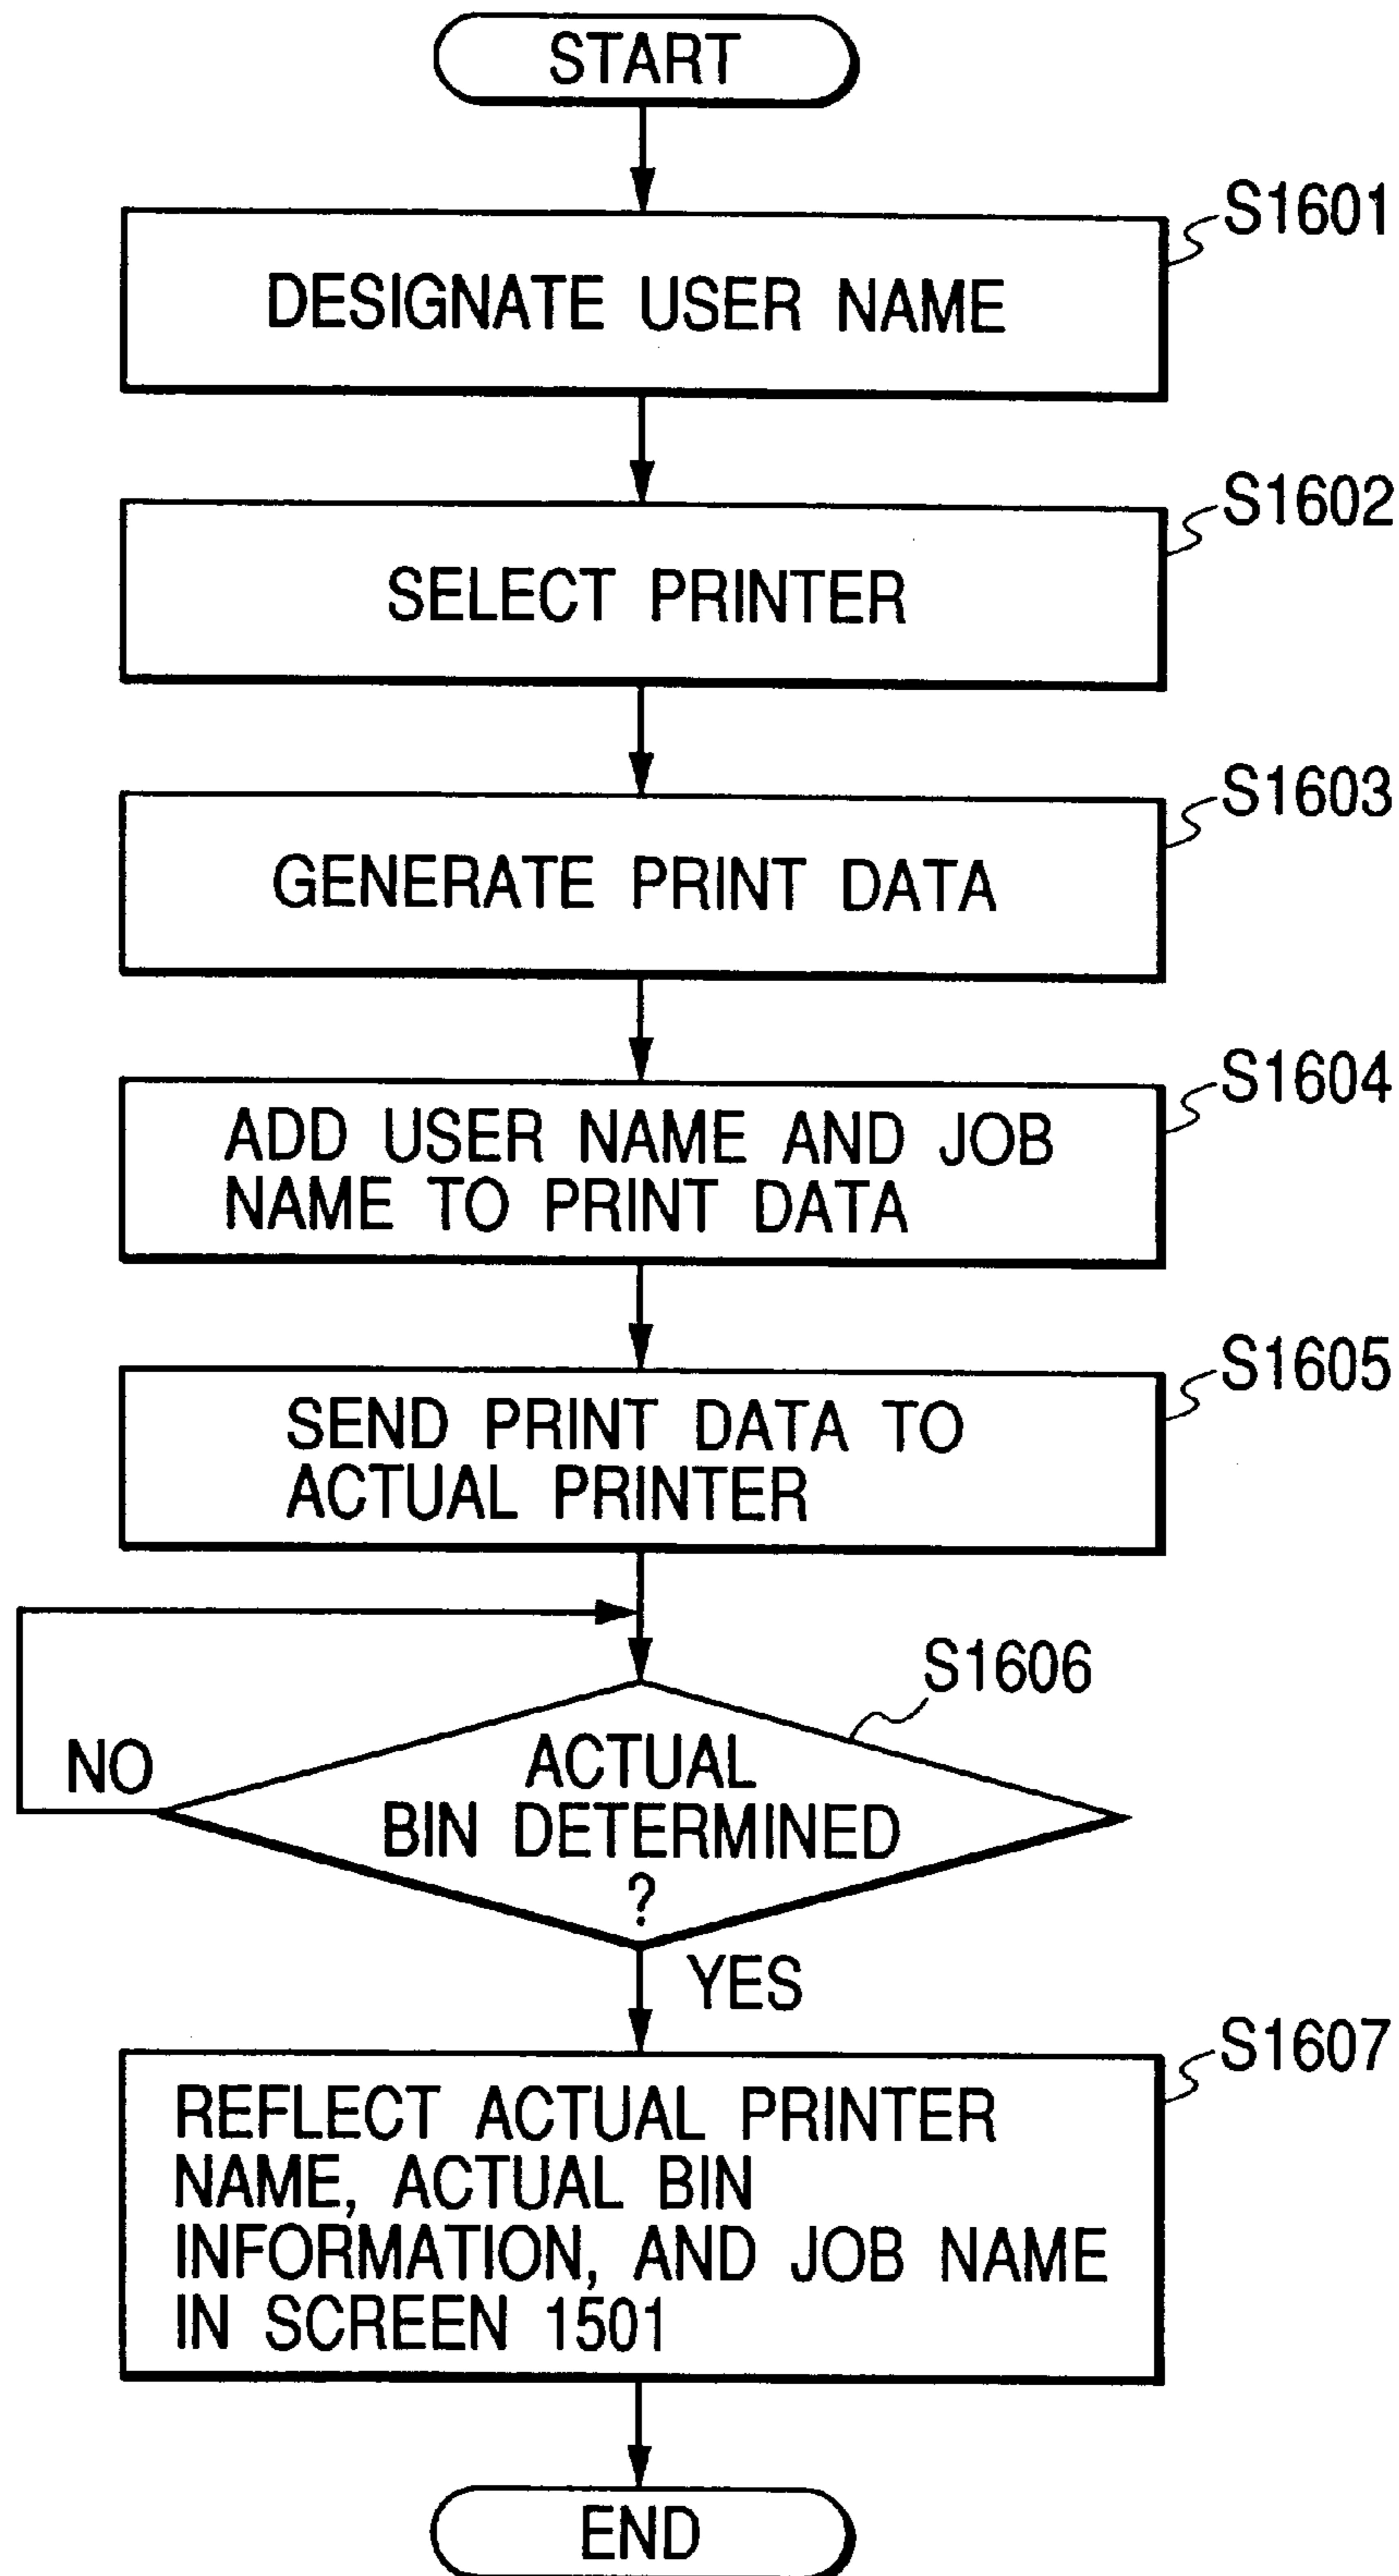 START
S1601
DESIGNATE USER NAME
S1602
SELECT PRINTER
S1603
GENERATE PRINT DATA
S1604
ADD USER NAME AND JOB
NAME TO PRINT DATA
S1605
SEND PRINT DATA TO
ACTUAL PRINTER
S1606
NO
ACTUAL
BIN DETERMINED
?
YES
S1607
REFLECT ACTUAL PRINTER
NAME, ACTUAL BIN
INFORMATION, AND JOB NAME
IN SCREEN 1501
END